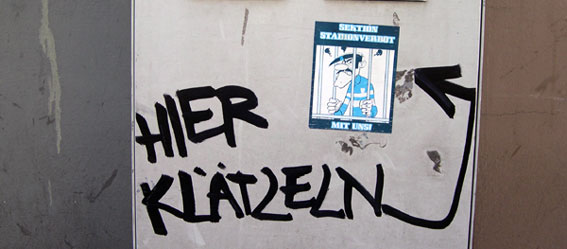 SEKTION
STADIONVERBOT
MIT UNS!
HIER
KLÄTZELN